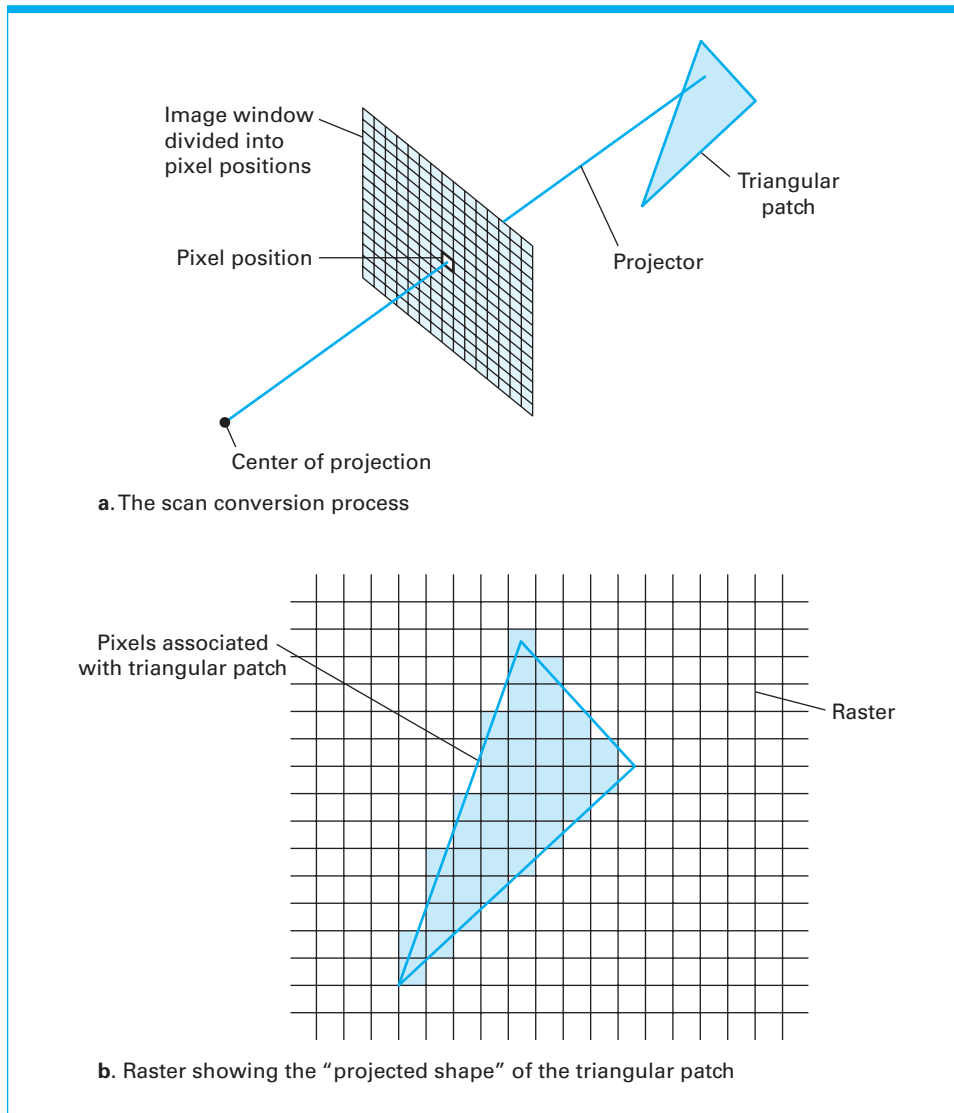 Image window
divided into
pixel positions
Triangular
patch
Pixel position
Projector
Center of projection
a. The scan conversion process
Pixels associated
with triangular patch
Raster
b. Raster showing the “projected shape” of the triangular patch